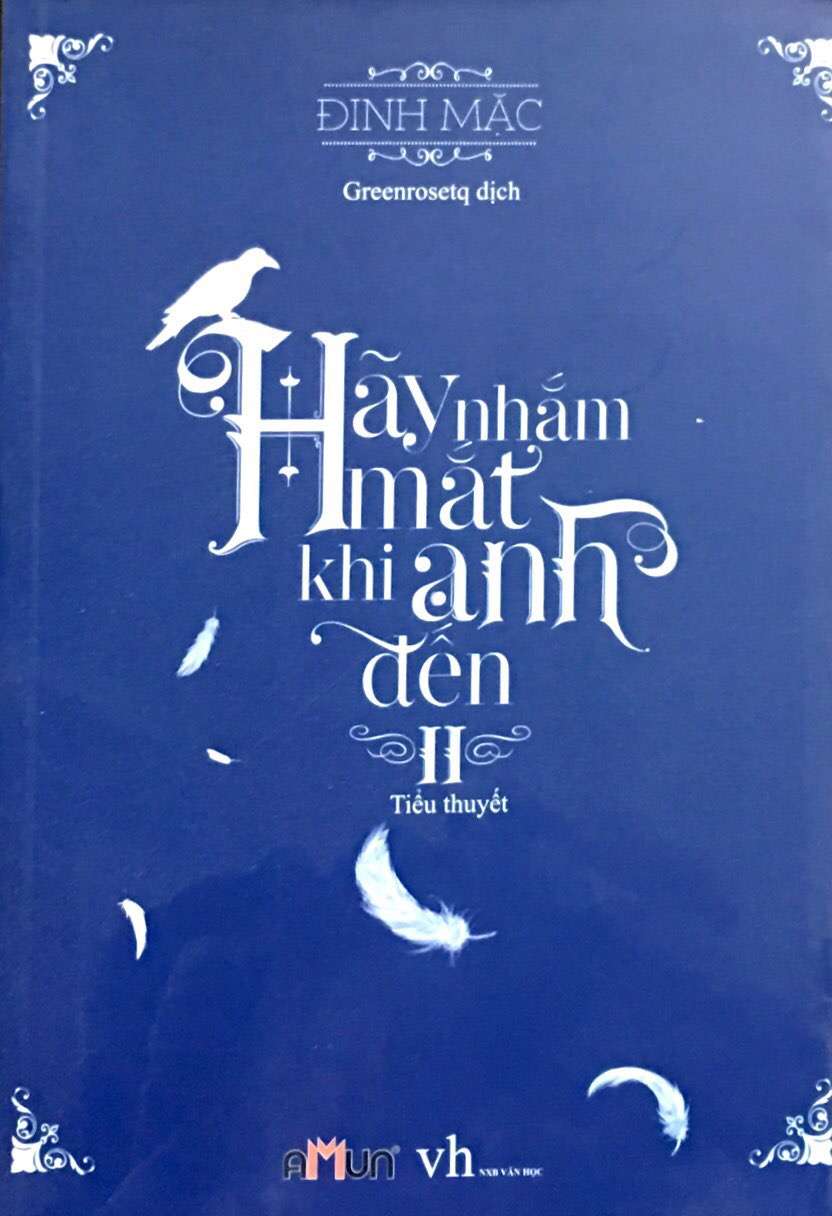 ĐINH MẶC
Greenrosetq dịch
Hãy nhắm
mắt
khi anh
đến
II
Tiểu thuyết
AMUN® vh NXB VĂN HỌC